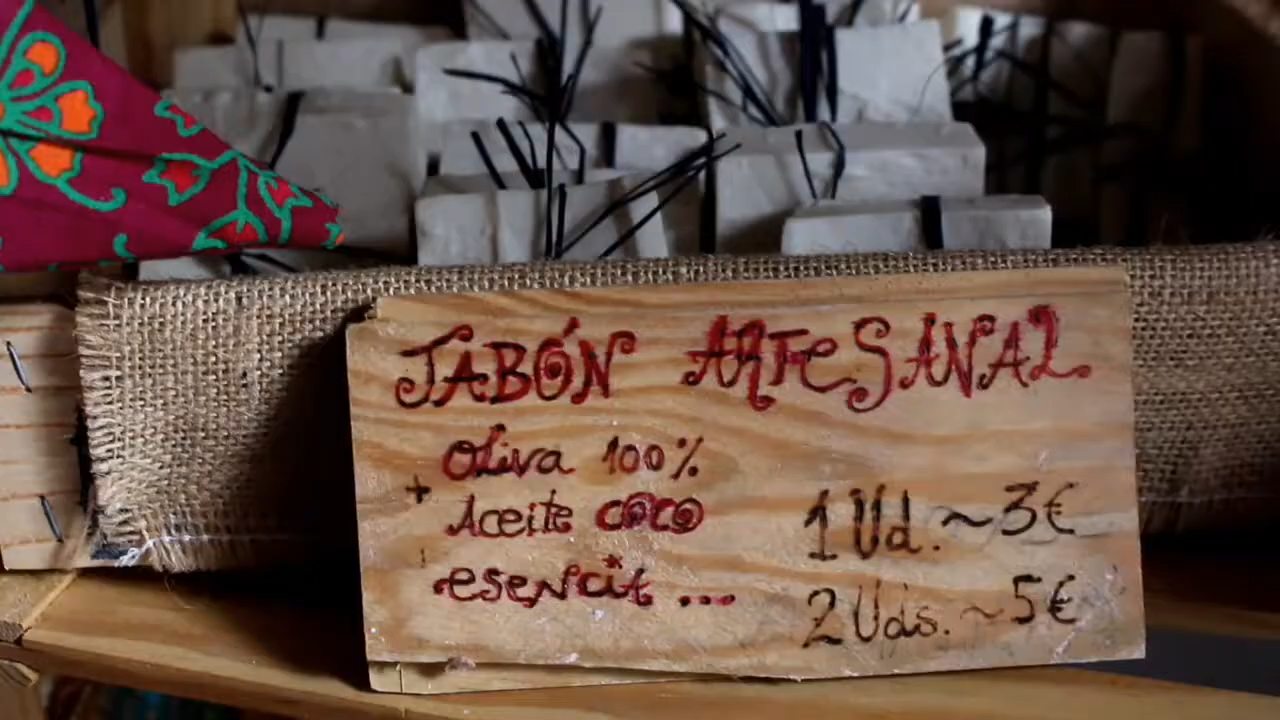 JABÓN ARTESANAL
Oliva 100%
+ Aceite coco
esencia ...
1 Ud. ~ 3€
2 Uds. ~ 5€